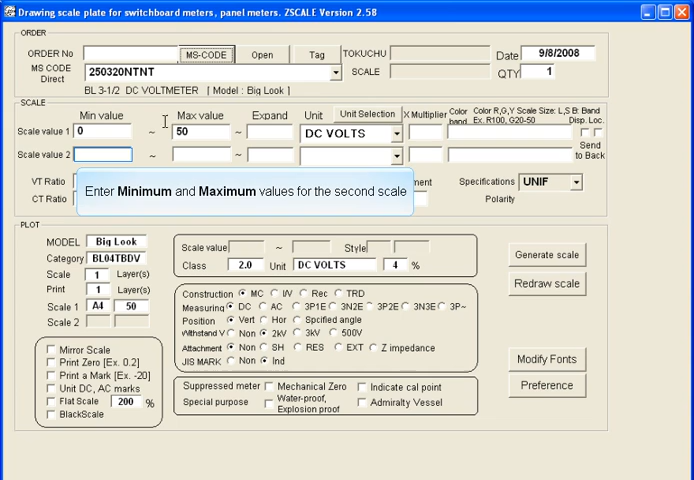 Drawing scale plate for switchboard meters, panel meters. ZSCALE Version 2.58
ORDER
ORDER No MS-CODE Open Tag TOKUCHU Date 9/8/2008
MS CODE Direct 250320NTNT SCALE QTY 1
BL 3-1/2 DC VOLTMETER [ Model : Big Look ]
SCALE
Min value Max value Expand Unit Unit Selection X Multiplier Color band Color R,G,Y Scale Size: L,S B: Band
Ex. R100, G20-50 Disp. Loc.
Scale value 1 0 ~ 50 ~ DC VOLTS
Send to Back
Scale value 2 ~ ~
VT Ratio Enter Minimum and Maximum values for the second scale ment Specifications UNIF
CT Ratio Polarity
PLOT
MODEL Big Look Scale value ~ Style
Category BL04TBDV Class 2.0 Unit DC VOLTS 4 % Generate scale
Scale 1 Layer(s)
Print 1 Layer(s) Redraw scale
Scale 1 A4 50
Scale 2
Construction MC I/V Rec TRD
Measuring DC AC 3P1E 3N2E 3P2E 3N3E 3P~
Position Vert Hor Spcified angle
Withstand V Non 2kV 3kV 500V
Attachment Non SH RES EXT Z impedance
JIS MARK Non Ind
Mirror Scale
Print Zero [Ex. 0.2]
Print a Mark [Ex. -20]
Unit DC, AC marks
Flat Scale 200 %
BlackScale
Suppressed meter Mechanical Zero Indicate cal point
Special purpose Water-proof, Explosion proof Admiralty Vessel
Modify Fonts
Preference